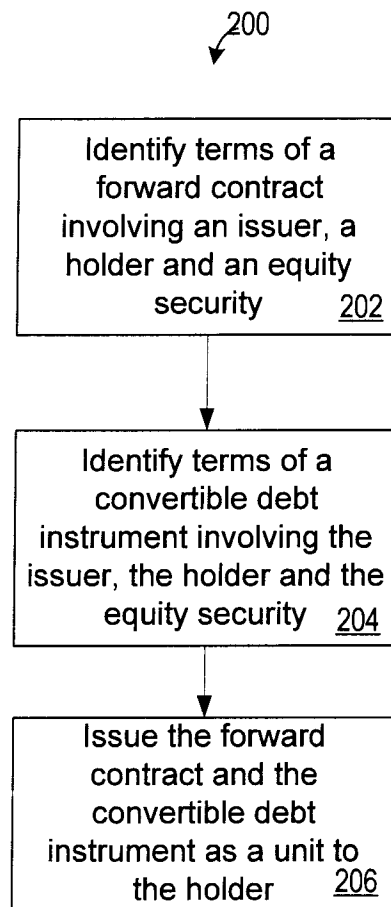 200
Identify terms of a
forward contract
involving an issuer, a
holder and an equity
security
202
Identify terms of a
convertible debt
instrument involving the
issuer, the holder and the
equity security
204
Issue the forward
contract and the
convertible debt
instrument as a unit to
the holder
206